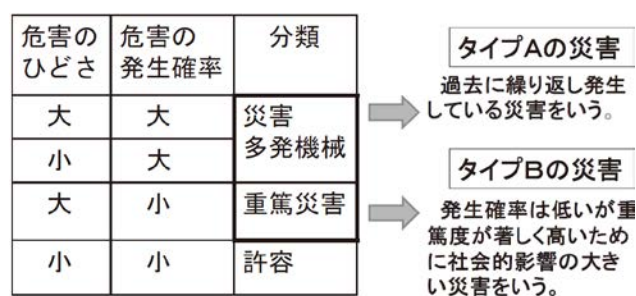 危害の
ひどさ
危害の
発生確率
分類
大
大
災害
多発機械
小
大
大
小
重篤災害
小
小
許容
タイプAの災害
過去に繰り返し発生
している災害をいう。
タイプBの災害
発生確率は低いが重
篤度が著しく高いため
に社会的影響の大き
い災害をいう。